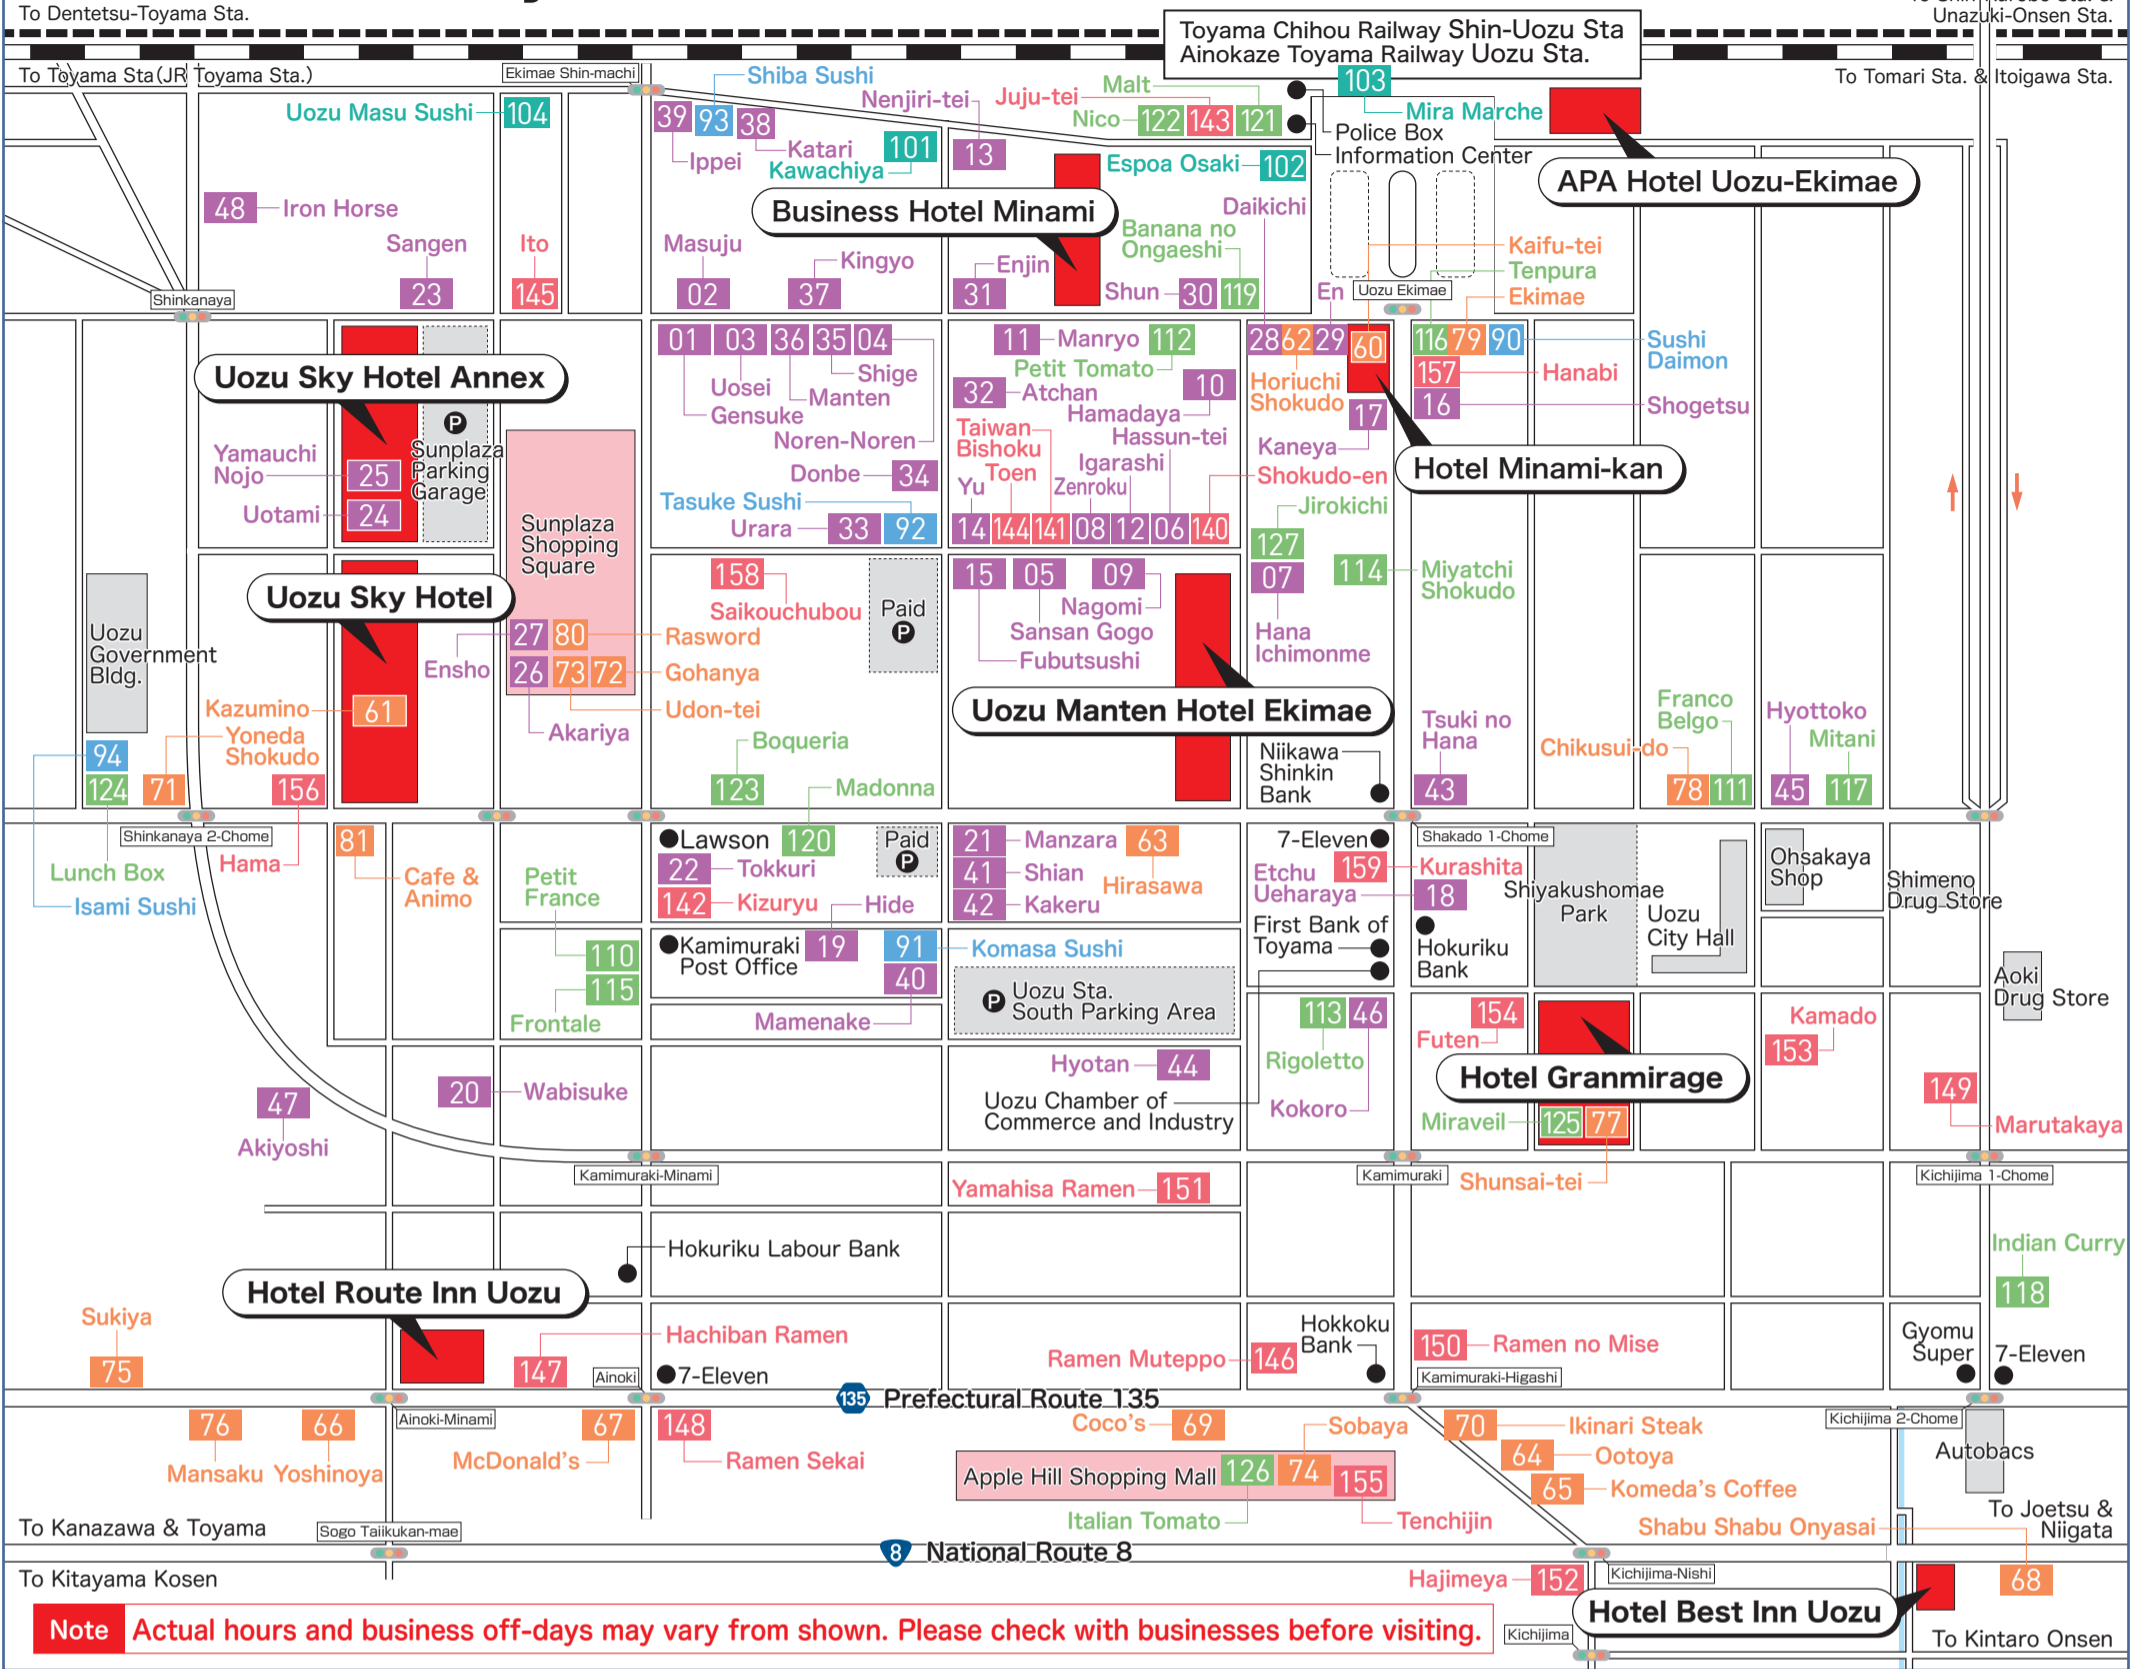 To Dentetsu-Toyama Sta.
Unazuki-Onsen Sta.
Toyama Chihou Railway Shin-Uozu Sta
Ainokaze Toyama Railway Uozu Sta.
To Toyama Sta(JR Toyama Sta.)
To Tomari Sta. & Itoigawa Sta.
Ekimae Shin-machi
Shiba Sushi
Nenjiri-tei
Juju-tei
Malt
Nico
122
143
121
103
Mira Marche
Police Box
Information Center
Uozu Masu Sushi
104
39
93
38
Ippei
Katari
Kawachiya
101
13
Espoa Osaki
102
APA Hotel Uozu-Ekimae
48
Iron Horse
Business Hotel Minami
Daikichi
Sangen
23
Ito
145
Masuju
02
Kingyo
37
Enjin
31
Banana no
Ongaeshi
Shun
30
119
En
Uozu Ekimae
Kaifu-tei
Tenpura
Ekimae
Shinkanaya
Uozu Sky Hotel Annex
P
Sunplaza
Parking
Garage
Yamauchi
Nojo
25
Uotami
24
Sunplaza
Shopping
Square
01
03
36
35
04
Shige
Uosei
Manten
Gensuke
Noren-Noren
Donbe
34
Tasuke Sushi
Urara
33
92
11
Manryo
112
Petit Tomato
32
Atchan
10
Hamadaya
Taiwan
Bishoku
Hassun-tei
Toen
Igarashi
Yu
Zenroku
Shokudo-en
14
144
141
08
12
06
140
28
62
29
60
Horiuchi
Shokudo
17
Kaneya
116
79
90
Sushi
Daimon
157
Hanabi
16
Shogetsu
Hotel Minami-kan
Jirokichi
127
07
114
Miyatchi
Shokudo
Hana
Ichimonme
Uozu Sky Hotel
Uozu
Government
Bldg.
Ensho
27
80
Rasword
26
73
72
Gohanya
Udon-tei
Akariya
158
Saikouchubou
Paid
P
15
05
09
Nagomi
Sansan Gogo
Fubutsushi
Uozu Manten Hotel Ekimae
Kazumino
61
Yoneda
Shokudo
94
124
71
156
Boqueria
123
Madonna
Niikawa
Shinkin
Bank
Tsuki no
Hana
43
Franco
Belgo
Chikusui-do
78
111
Hyottoko
Mitani
45
117
Shinkanaya 2-Chome
Lunch Box
Isami Sushi
Hama
81
Cafe &
Animo
Petit
France
110
115
Frontale
Lawson
120
Paid
P
22
Tokkuri
142
Kizuryu
Hide
Kamimuraki
Post Office
19
91
Komasa Sushi
40
Mamenake
21
Manzara
63
41
Shian
Hirasawa
42
Kakeru
P
Uozu Sta.
South Parking Area
7-Eleven
Shakado 1-Chome
159
Kurashita
Etchu
Ueharaya
18
First Bank of
Toyama
Hokuriku
Bank
Shiyakushomae
Park
Uozu
City Hall
Ohsakaya
Shop
Shimeno
Drug Store
Aoki
Drug Store
113
46
Rigoletto
Kokoro
154
Futen
Hotel Granmirage
Miraveil
125
77
Shunsai-tei
Kamado
153
149
Marutakaya
Hyotan
44
Uozu Chamber of
Commerce and Industry
47
Akiyoshi
20
Wabisuke
Kamimuraki-Minami
Yamahisa Ramen
151
Kamimuraki
Kichijima 1-Chome
Hokuriku Labour Bank
Hotel Route Inn Uozu
Indian Curry
118
Sukiya
75
147
Hachiban Ramen
Ainoki
7-Eleven
Ramen Muteppo
146
Hokkoku
Bank
150
Ramen no Mise
Kamimuraki-Higashi
Gyomu
Super
7-Eleven
135 Prefectural Route 135
Ainoki-Minami
76
Mansaku
66
Yoshinoya
67
McDonald's
148
Ramen Sekai
Coco's
69
Sobaya
Apple Hill Shopping Mall
126
74
155
Italian Tomato
Tenchijin
70
Ikinari Steak
64
Ootoya
65
Komeda's Coffee
Shabu Shabu Onyasai
Kichijima 2-Chome
Autobacs
To Joetsu &
Niigata
To Kanazawa & Toyama
Sogo Taiikukan-mae
8 National Route 8
To Kitayama Kosen
Hajimeya
152
Kichijima-Nishi
68
Hotel Best Inn Uozu
Kichijima
To Kintaro Onsen
Note
Actual hours and business off-days may vary from shown. Please check with businesses before visiting.